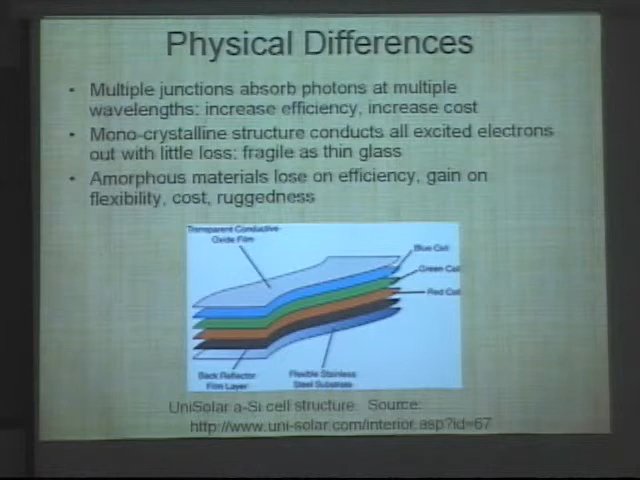 Physical Differences
• Multiple junctions absorb photons at multiple
wavelengths: increase efficiency, increase cost
• Mono-crystalline structure conducts all excited electrons
out with little loss: fragile as thin glass
• Amorphous materials lose on efficiency, gain on
flexibility, cost, ruggedness
Transparent Conductive
Oxide Film
Blue Cell
Green Cell
Red Cell
Back Reflector
Film Layer
Flexible Stainless
Steel Substrate
UniSolar a-Si cell structure. Source:
http://www.uni-solar.com/interior.asp?id=67